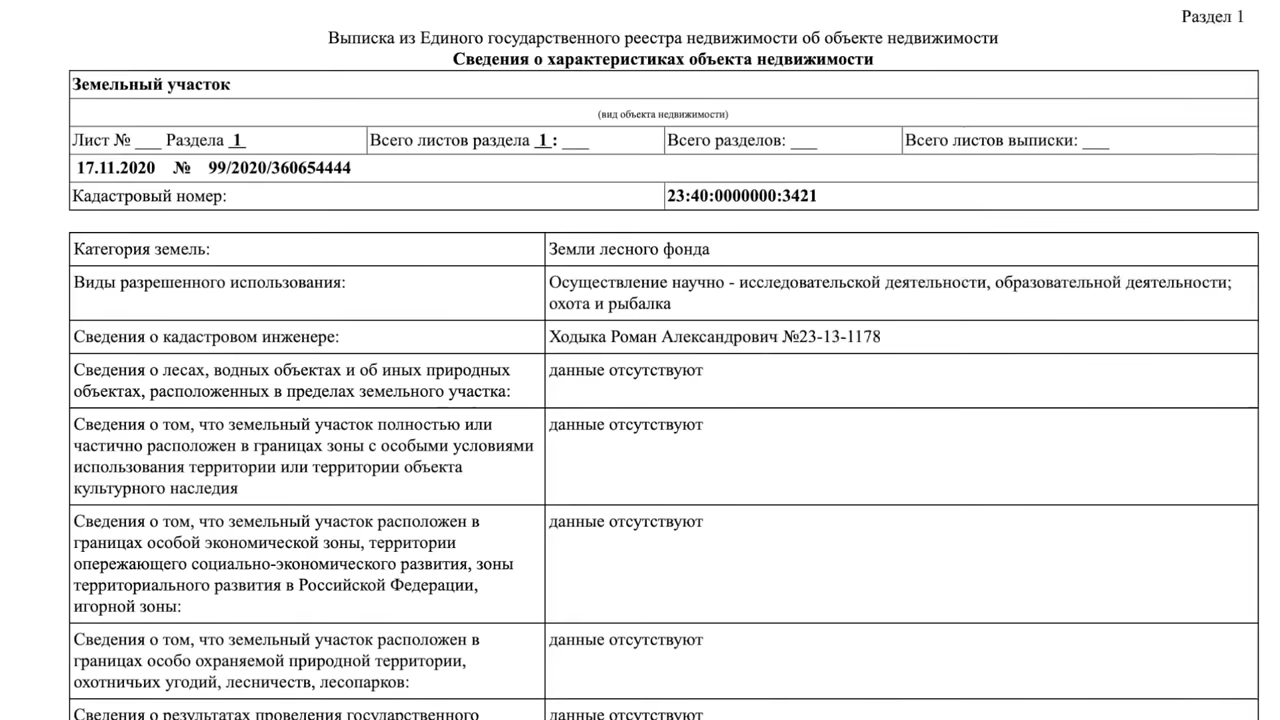 Раздел 1
Выписка из Единого государственного реестра недвижимости об объекте недвижимости
Сведения о характеристиках объекта недвижимости
Земельный участок
(вид объекта недвижимости)
Лист № ___ Раздела 1 Всего листов раздела 1 : ___ Всего разделов: ___ Всего листов выписки: ___
17.11.2020 № 99/2020/360654444
Кадастровый номер: 23:40:0000000:3421
Категория земель: Земли лесного фонда
Виды разрешенного использования: Осуществление научно - исследовательской деятельности, образовательной деятельности;
охота и рыбалка
Сведения о кадастровом инженере: Ходыка Роман Александрович №23-13-1178
Сведения о лесах, водных объектах и об иных природных данные отсутствуют
объектах, расположенных в пределах земельного участка:
Сведения о том, что земельный участок полностью или данные отсутствуют
частично расположен в границах зоны с особыми условиями
использования территории или территории объекта
культурного наследия
Сведения о том, что земельный участок расположен в данные отсутствуют
границах особой экономической зоны, территории
опережающего социально-экономического развития, зоны
территориального развития в Российской Федерации,
игорной зоны:
Сведения о том, что земельный участок расположен в данные отсутствуют
границах особо охраняемой природной территории,
охотничьих угодий, лесничеств, лесопарков:
Сведения о результатах проведения государственного данные отсутствуют